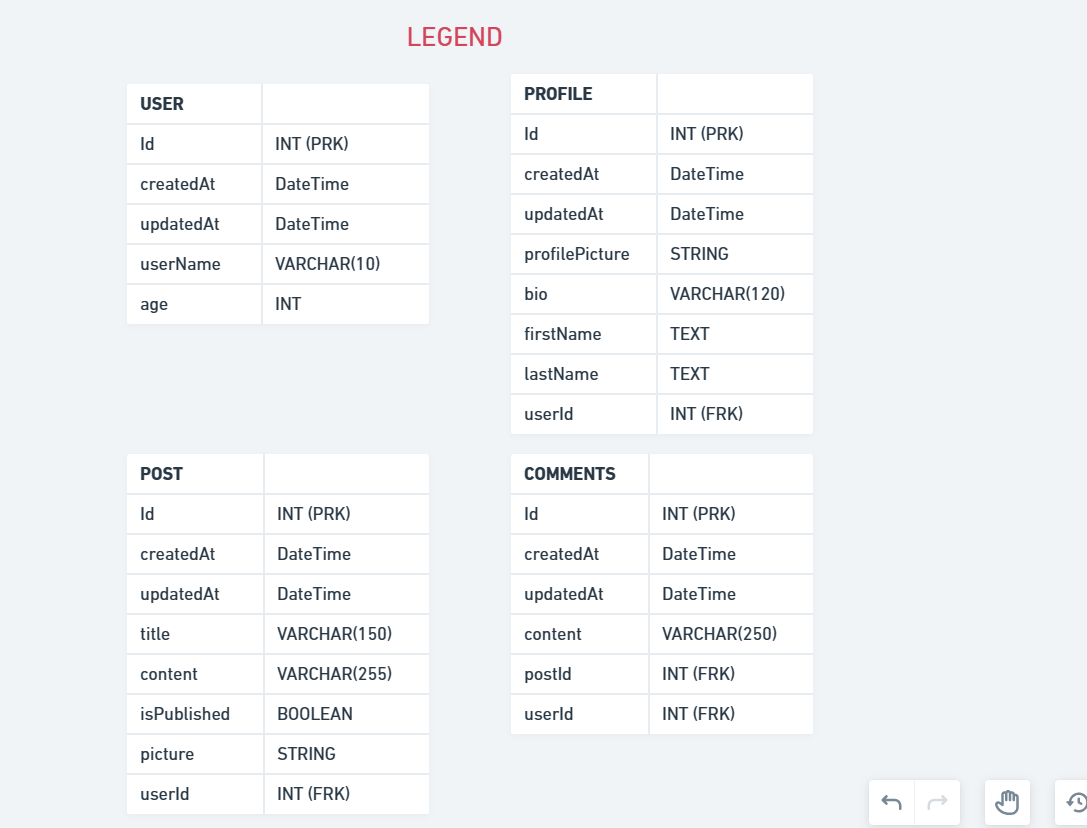 LEGEND
USER
Id INT (PRK)
createdAt DateTime
updatedAt DateTime
userName VARCHAR(10)
age INT
PROFILE
Id INT (PRK)
createdAt DateTime
updatedAt DateTime
profilePicture STRING
bio VARCHAR(120)
firstName TEXT
lastName TEXT
userId INT (FRK)
POST
Id INT (PRK)
createdAt DateTime
updatedAt DateTime
title VARCHAR(150)
content VARCHAR(255)
isPublished BOOLEAN
picture STRING
userId INT (FRK)
COMMENTS
Id INT (PRK)
createdAt DateTime
updatedAt DateTime
content VARCHAR(250)
postId INT (FRK)
userId INT (FRK)